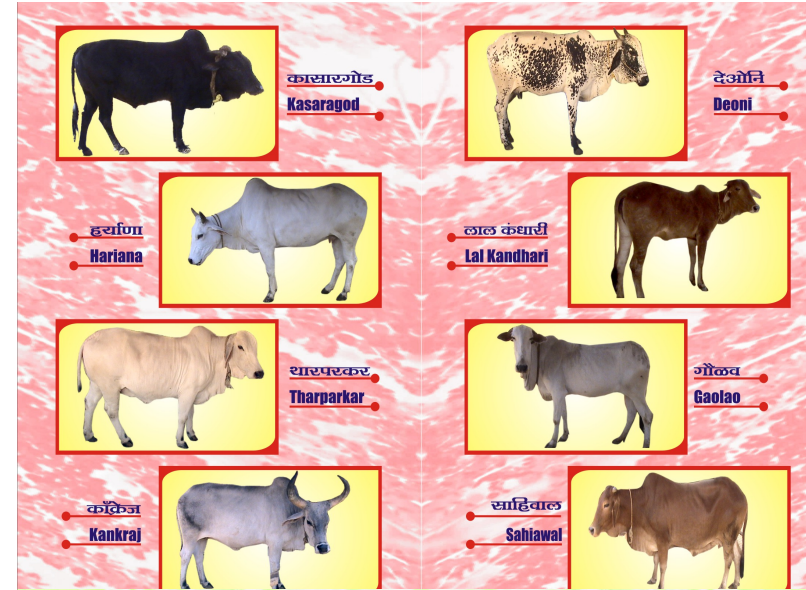 कासारगोड
Kasaragod
देओनि
Deoni
हर्याणा
Hariana
लाल कंधारी
Lal Kandhari
थारपरकर
Tharparkar
गौळव
Gaolao
काँक्रेज
Kankraj
साहिवाल
Sahiawal